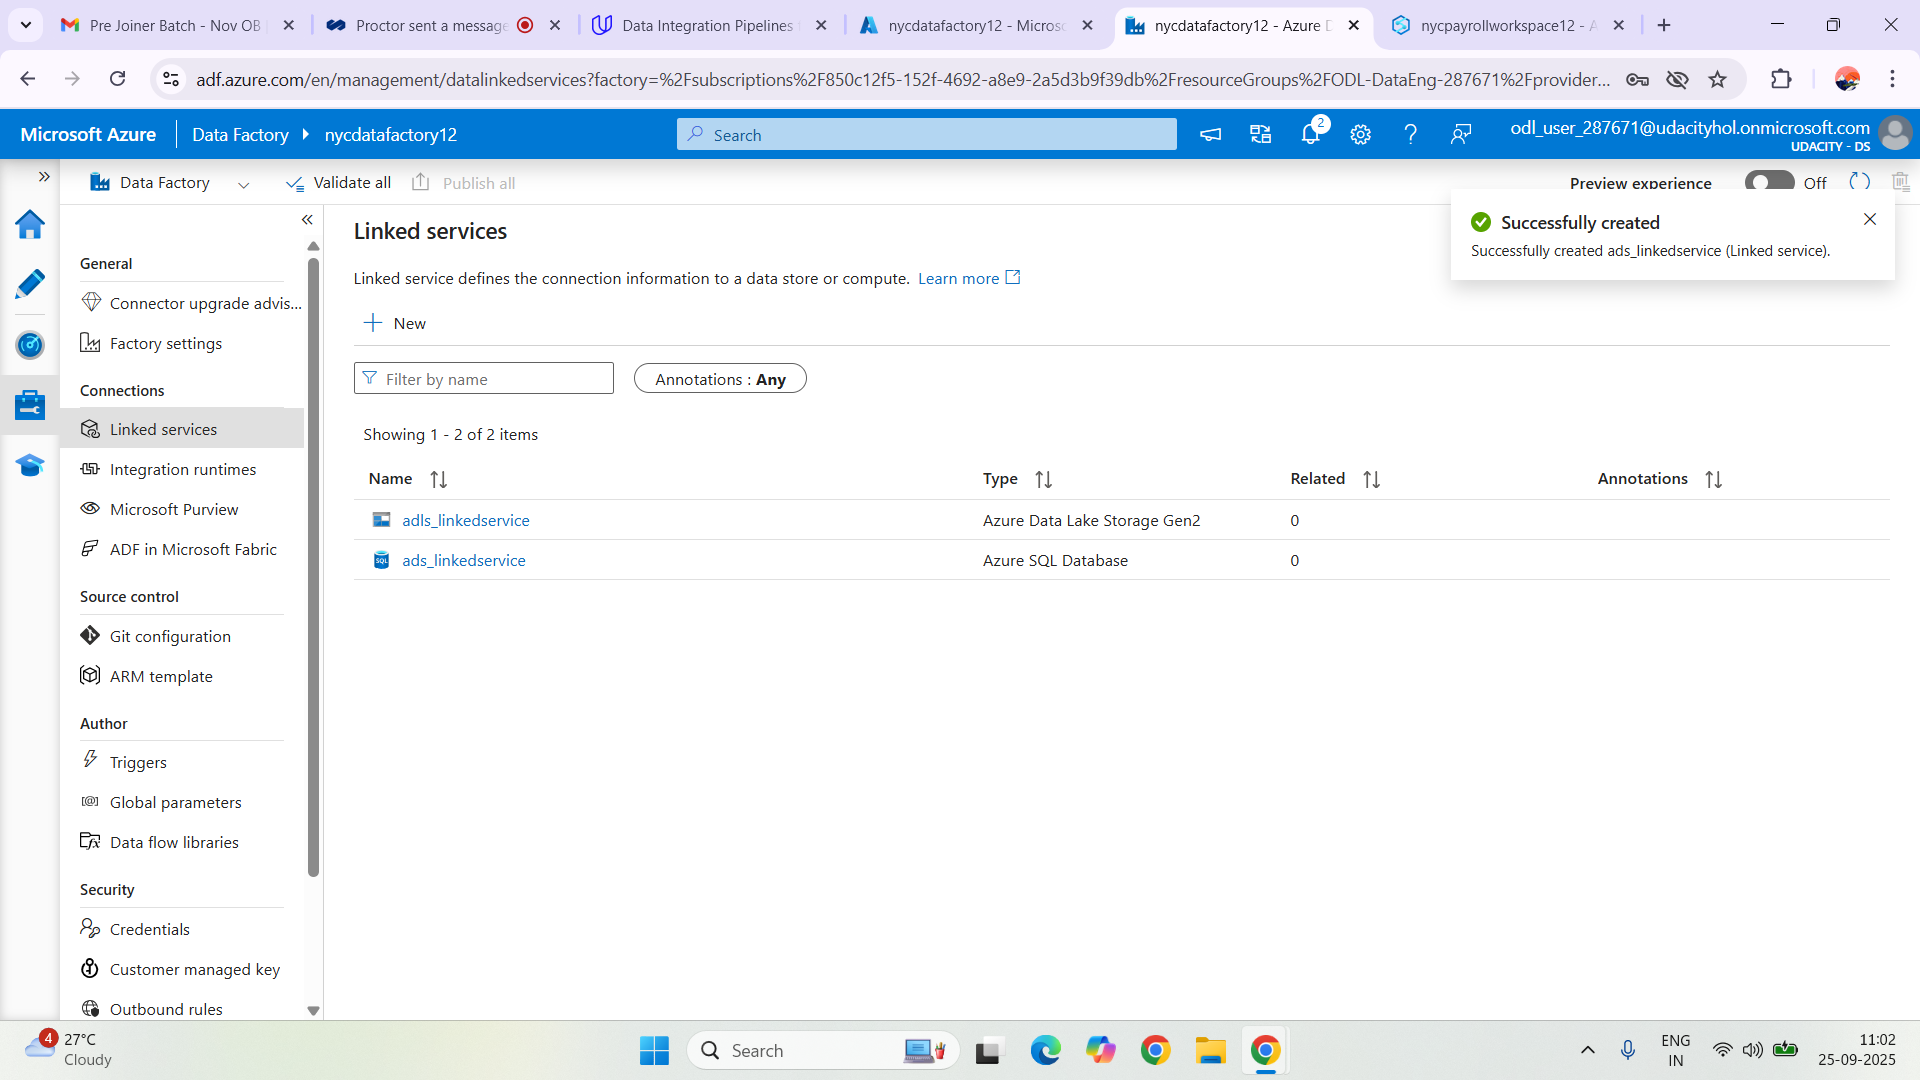 Pre Joiner Batch - Nov OB
Proctor sent a message
Data Integration Pipelines
nycdatafactory12 - Microsc
nycdatafactory12 - Azure D
nycpayrollworkspace12 - A
adf.azure.com/en/management/datalinkedservices?factory=%2Fsubscriptions%2F850c12f5-152f-4692-a8e9-2a5d3b9f39db%2FresourceGroups%2FODL-DataEng-287671%2Fprovider...
Microsoft Azure
Data Factory
nycdatafactory12
Search
2
odl_user_287671@udacityhol.onmicrosoft.com
UDACITY - DS
Data Factory
Validate all
Publish all
Preview experience
Off
Successfully created
Successfully created ads_linkedservice (Linked service).
General
Connector upgrade advis...
Factory settings
Connections
Linked services
Integration runtimes
Microsoft Purview
ADF in Microsoft Fabric
Source control
Git configuration
ARM template
Author
Triggers
Global parameters
Data flow libraries
Security
Credentials
Customer managed key
Outbound rules
Linked services
Linked service defines the connection information to a data store or compute. Learn more
New
Filter by name
Annotations : Any
Showing 1 - 2 of 2 items
Name Type Related Annotations
adls_linkedservice Azure Data Lake Storage Gen2 0
SQL ads_linkedservice Azure SQL Database 0
4
27°C
Cloudy
Search
ENG
IN
11:02
25-09-2025